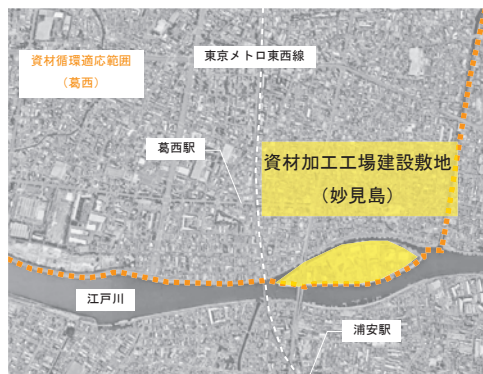 資材循環適応範囲
（葛西）
東京メトロ東西線
葛西駅
資材加工工場建設敷地
（妙見島）
江戸川
浦安駅